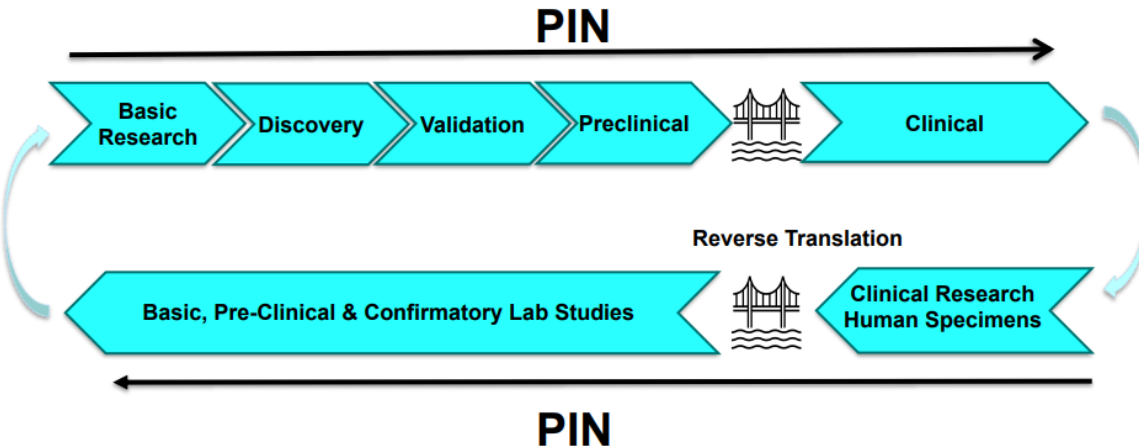 PIN
Basic
Research
Discovery
Validation
Preclinical
Clinical
Reverse Translation
Basic, Pre-Clinical & Confirmatory Lab Studies
Clinical Research
Human Specimens
PIN